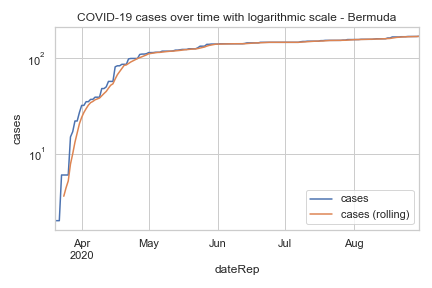 COVID-19 cases over time with logarithmic scale - Bermuda
cases
10²
10¹
cases
cases (rolling)
Apr
2020
May
Jun
Jul
Aug
dateRep